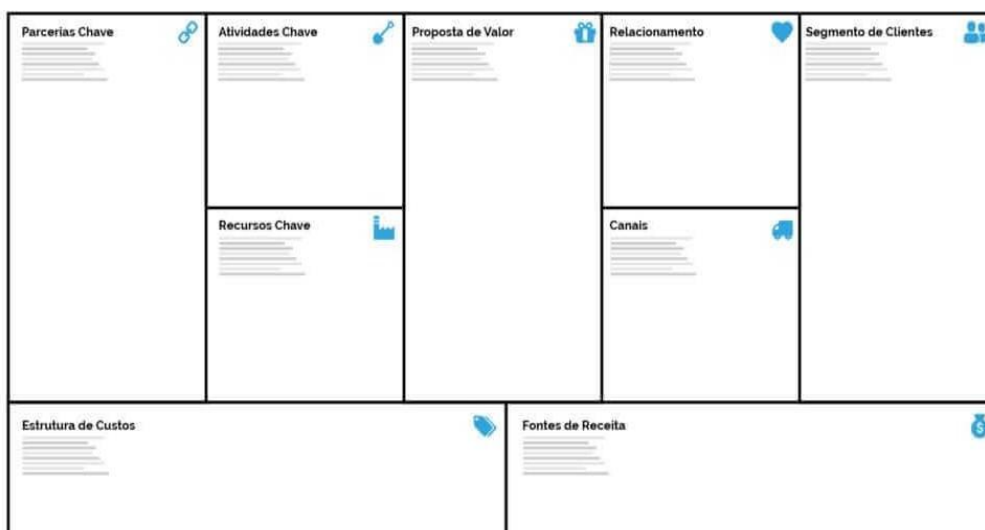 Parcerias Chave
Atividades Chave
Proposta de Valor
Relacionamento
Segmento de Clientes
Recursos Chave
Canais
Estrutura de Custos
Fontes de Receita
$